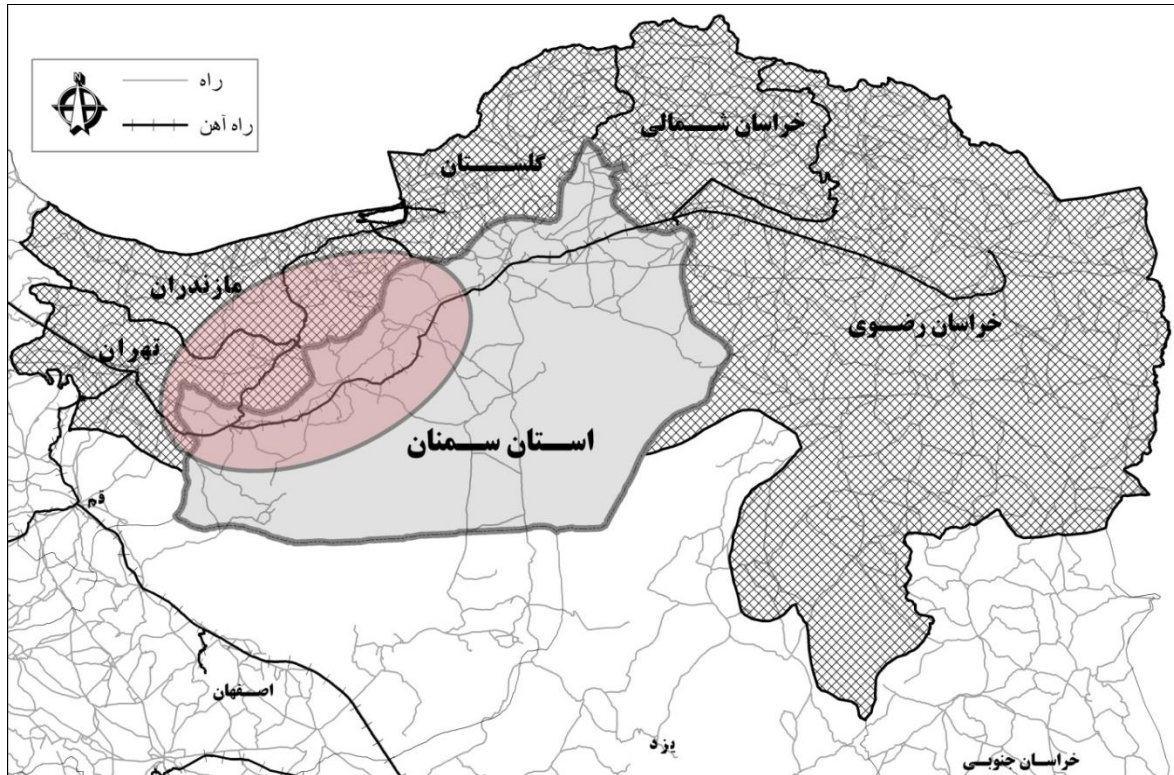 راه
راه آهن
خراسان شمالی
گلستان
مازندران
تهران
خراسان رضوی
استان سمنان
قم
اصفهان
یزد
خراسان جنوبی